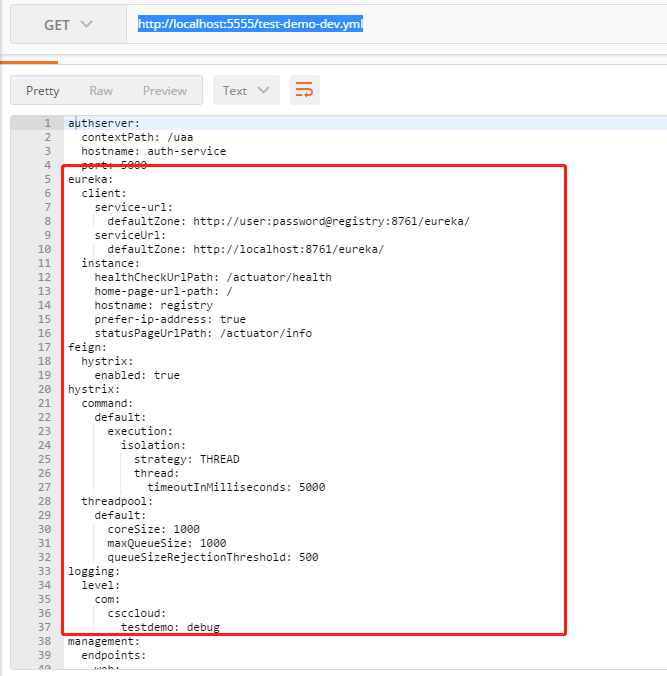 GET
http://localhost:5555/test-demo-dev.yml
Pretty Raw Preview Text
1 authserver:
2   contextPath: /uaa
3   hostname: auth-service
4   port: 5000
5 eureka:
6   client:
7     service-url:
8       defaultZone: http://user:password@registry:8761/eureka/
9     serviceUrl:
10       defaultZone: http://localhost:8761/eureka/
11   instance:
12     healthCheckUrlPath: /actuator/health
13     home-page-url-path: /
14     hostname: registry
15     prefer-ip-address: true
16     statusPageUrlPath: /actuator/info
17 feign:
18   hystrix:
19     enabled: true
20 hystrix:
21   command:
22     default:
23       execution:
24         isolation:
25           strategy: THREAD
26           thread:
27             timeoutInMilliseconds: 5000
28   threadpool:
29     default:
30       coreSize: 1000
31       maxQueueSize: 1000
32       queueSizeRejectionThreshold: 500
33 logging:
34   level:
35     com:
36       csccloud:
37         testdemo: debug
38 management:
39   endpoints:
40     web: